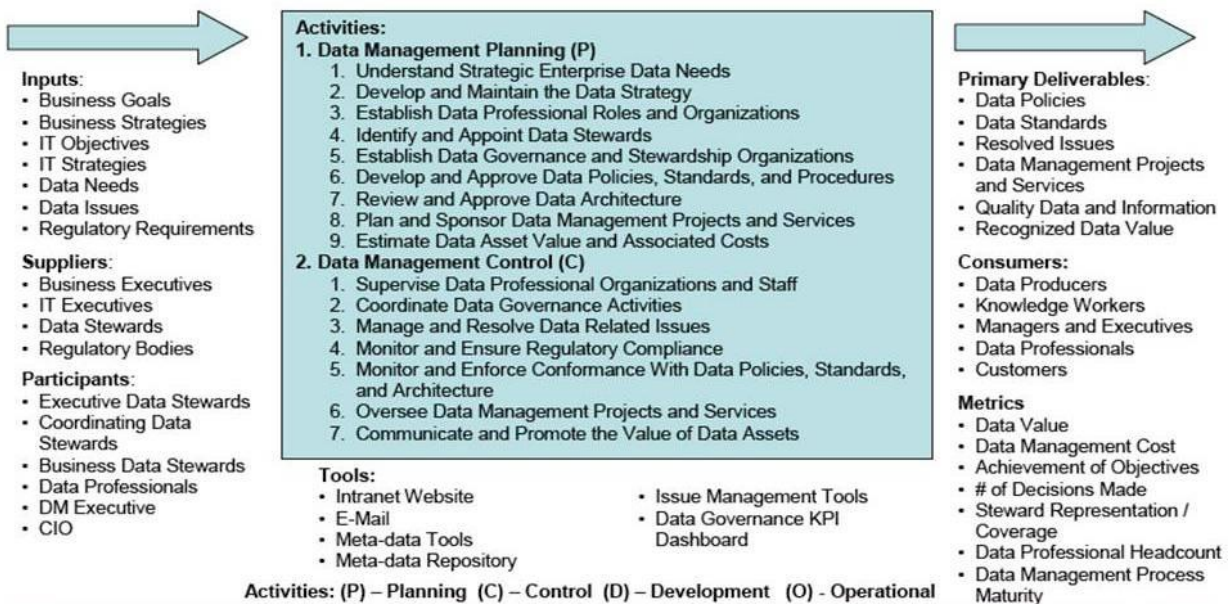 Inputs:
• Business Goals
• Business Strategies
• IT Objectives
• IT Strategies
• Data Needs
• Data Issues
• Regulatory Requirements
Suppliers:
• Business Executives
• IT Executives
• Data Stewards
• Regulatory Bodies
Participants:
• Executive Data Stewards
• Coordinating Data
Stewards
• Business Data Stewards
• Data Professionals
• DM Executive
• CIO
Activities:
1. Data Management Planning (P)
1. Understand Strategic Enterprise Data Needs
2. Develop and Maintain the Data Strategy
3. Establish Data Professional Roles and Organizations
4. Identify and Appoint Data Stewards
5. Establish Data Governance and Stewardship Organizations
6. Develop and Approve Data Policies, Standards, and Procedures
7. Review and Approve Data Architecture
8. Plan and Sponsor Data Management Projects and Services
9. Estimate Data Asset Value and Associated Costs
2. Data Management Control (C)
1. Supervise Data Professional Organizations and Staff
2. Coordinate Data Governance Activities
3. Manage and Resolve Data Related Issues
4. Monitor and Ensure Regulatory Compliance
5. Monitor and Enforce Conformance With Data Policies, Standards,
and Architecture
6. Oversee Data Management Projects and Services
7. Communicate and Promote the Value of Data Assets
Tools:
• Intranet Website
• E-Mail
• Meta-data Tools
• Meta-data Repository
• Issue Management Tools
• Data Governance KPI
Dashboard
Primary Deliverables:
• Data Policies
• Data Standards
• Resolved Issues
• Data Management Projects
and Services
• Quality Data and Information
• Recognized Data Value
Consumers:
• Data Producers
• Knowledge Workers
• Managers and Executives
• Data Professionals
• Customers
Metrics
• Data Value
• Data Management Cost
• Achievement of Objectives
• # of Decisions Made
• Steward Representation /
Coverage
• Data Professional Headcount
• Data Management Process
Maturity
Activities: (P) – Planning (C) – Control (D) – Development (O) - Operational